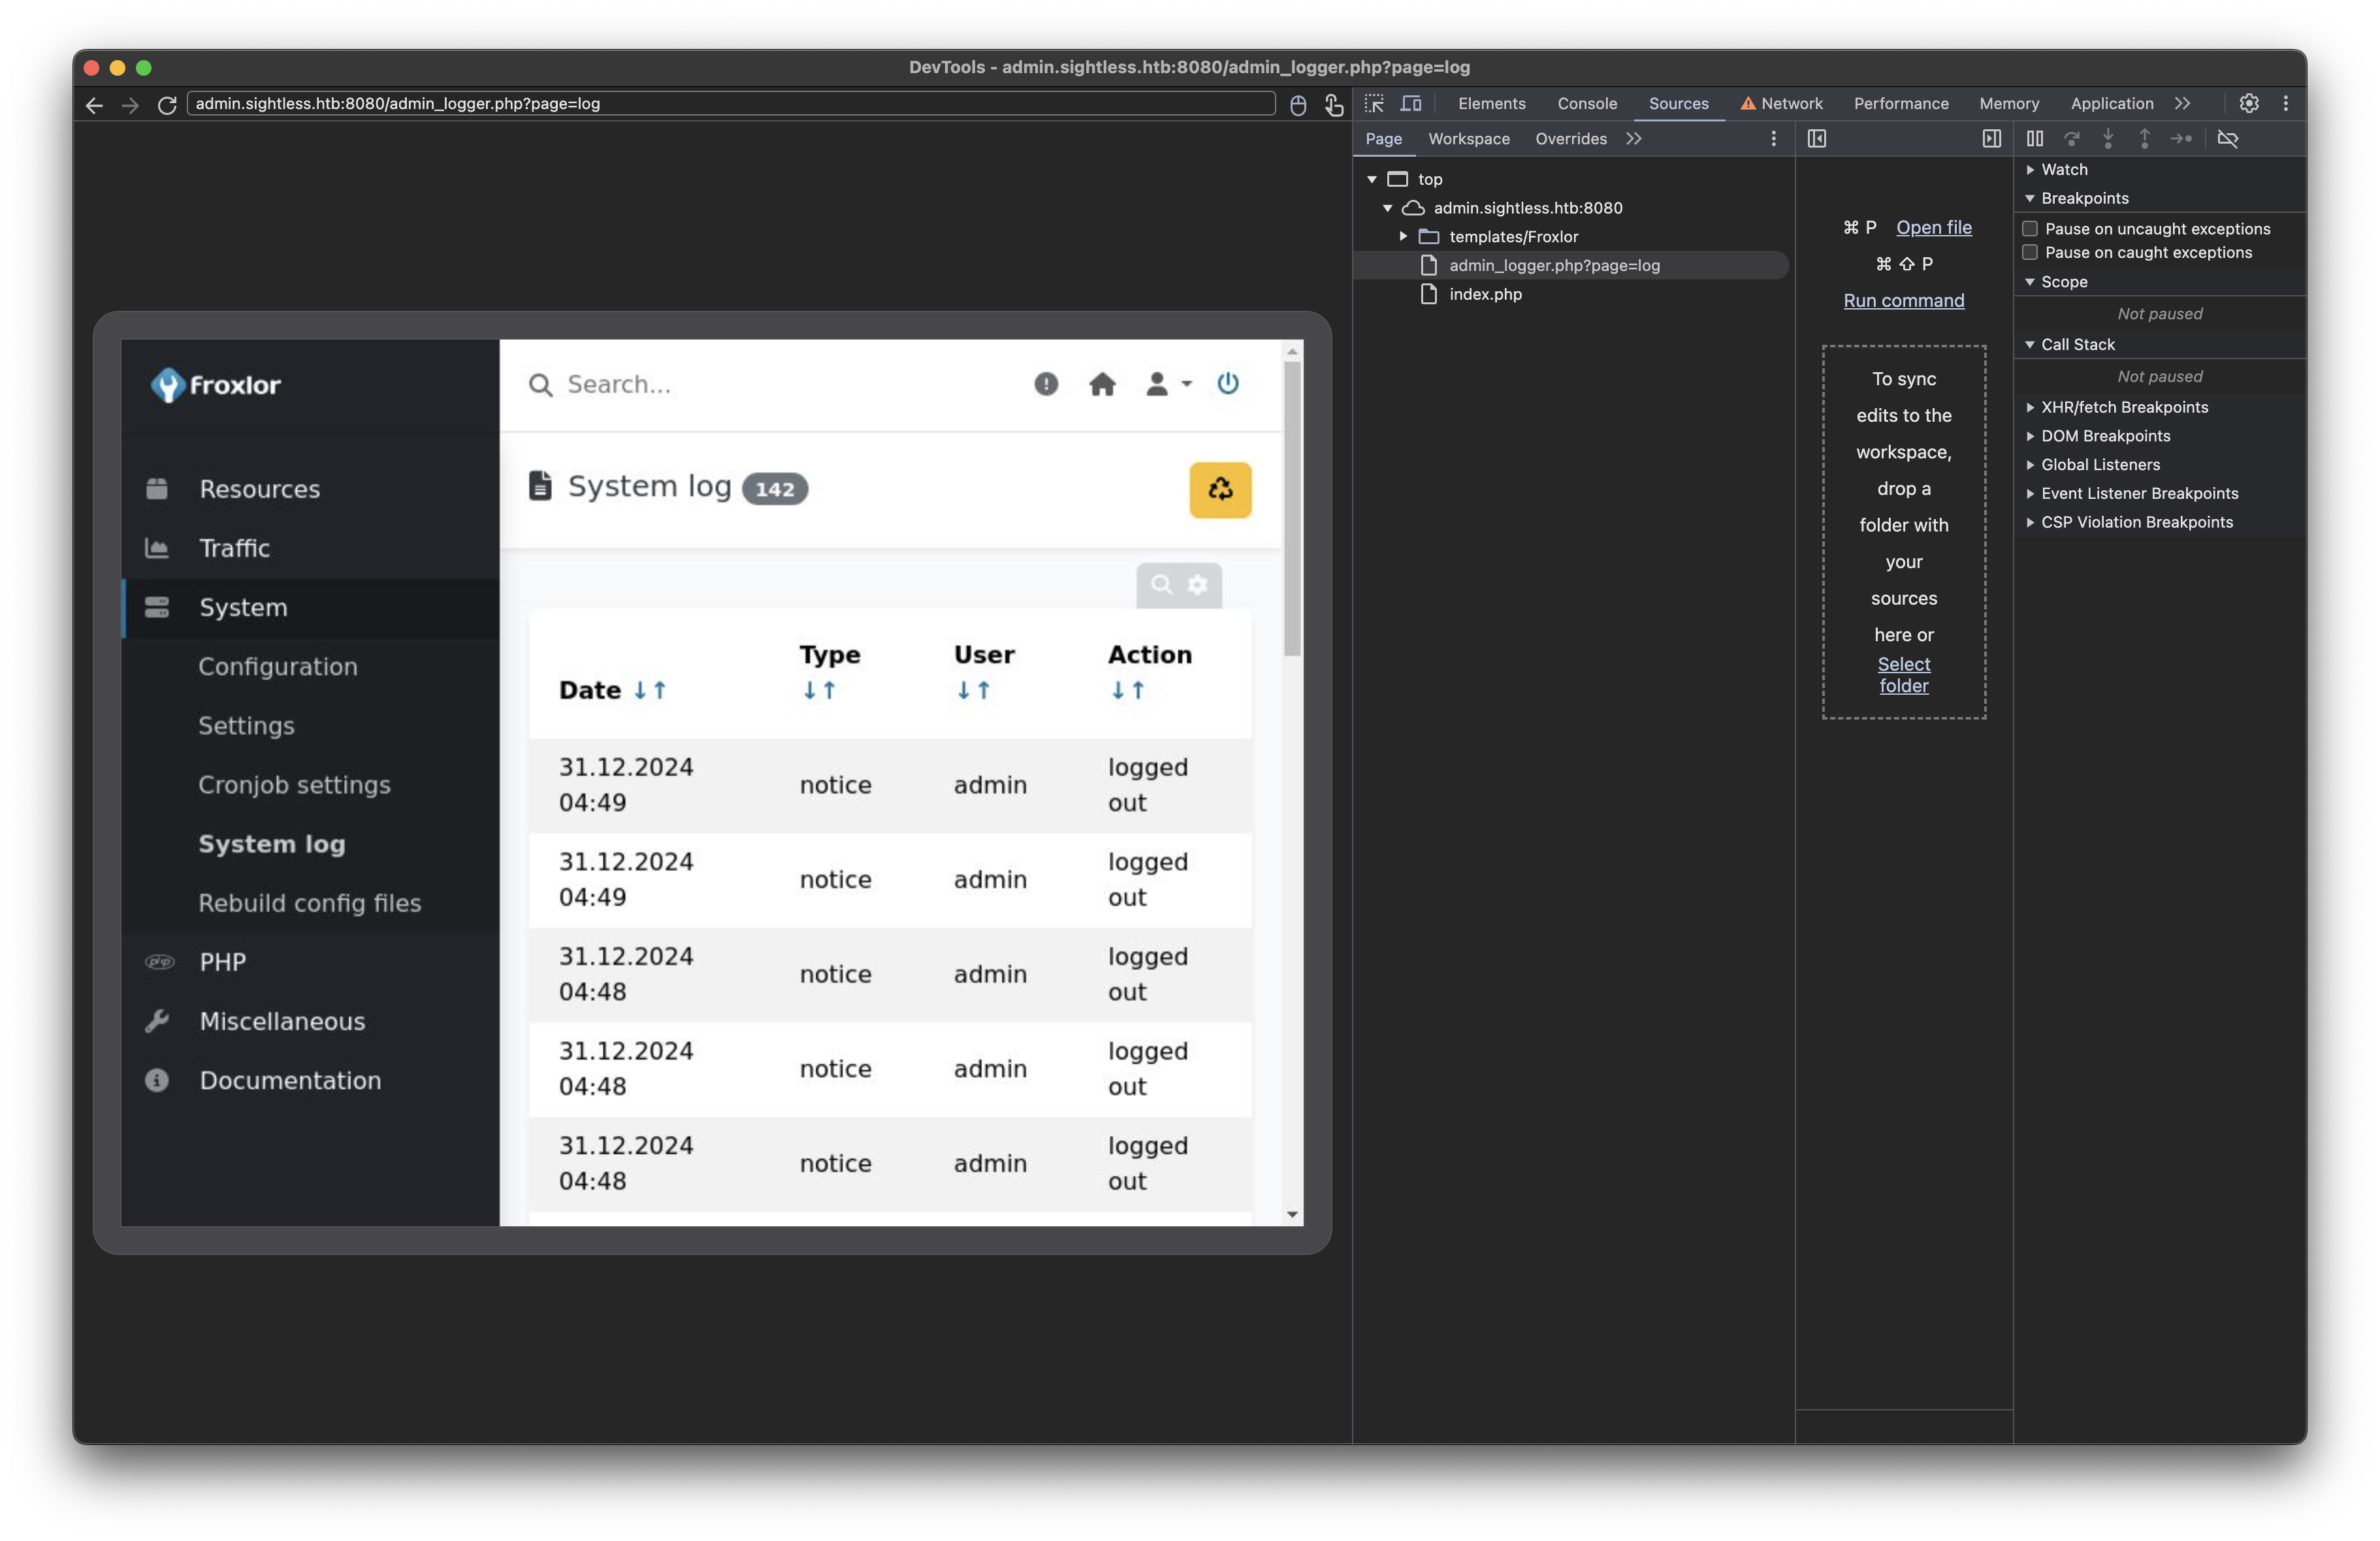 DevTools - admin.sightless.htb:8080/admin_logger.php?page=log
admin.sightless.htb:8080/admin_logger.php?page=log
Elements Console Sources Network Performance Memory Application
Page Workspace Overrides
top
admin.sightless.htb:8080
templates/Froxlor
admin_logger.php?page=log
index.php
⌘ P Open file
⌘ ⇧ P
Run command
To sync
edits to the
workspace,
drop a
folder with
your
sources
here or
Select
folder
Watch
Breakpoints
Pause on uncaught exceptions
Pause on caught exceptions
Scope
Not paused
Call Stack
Not paused
XHR/fetch Breakpoints
DOM Breakpoints
Global Listeners
Event Listener Breakpoints
CSP Violation Breakpoints
Froxlor
Resources
Traffic
System
Configuration
Settings
Cronjob settings
System log
Rebuild config files
php PHP
Miscellaneous
Documentation
Search...
System log 142
Date ↓↑ Type ↓↑ User ↓↑ Action ↓↑
31.12.2024 04:49 notice admin logged out
31.12.2024 04:49 notice admin logged out
31.12.2024 04:48 notice admin logged out
31.12.2024 04:48 notice admin logged out
31.12.2024 04:48 notice admin logged out